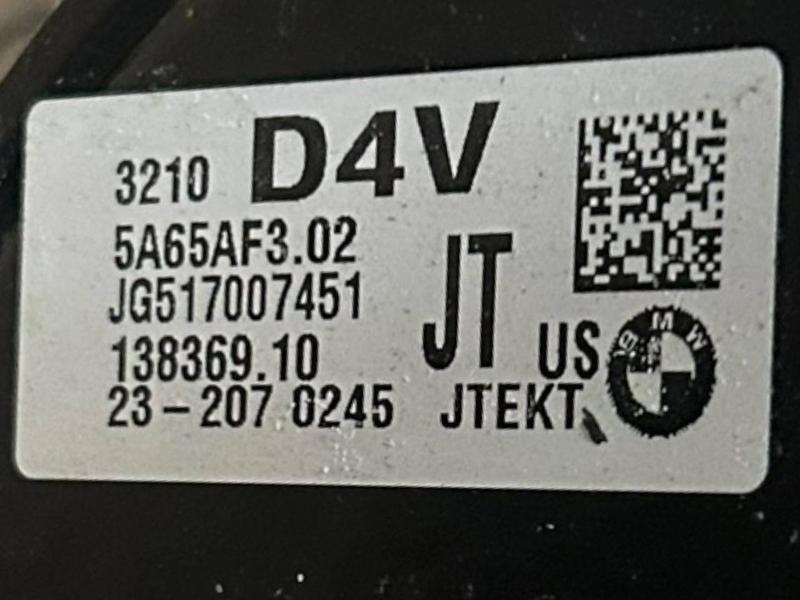 3210 D4V
5A65AF3.02
JG517007451
JT
138369.10
US
BMW
23-207 0245 JTEKT